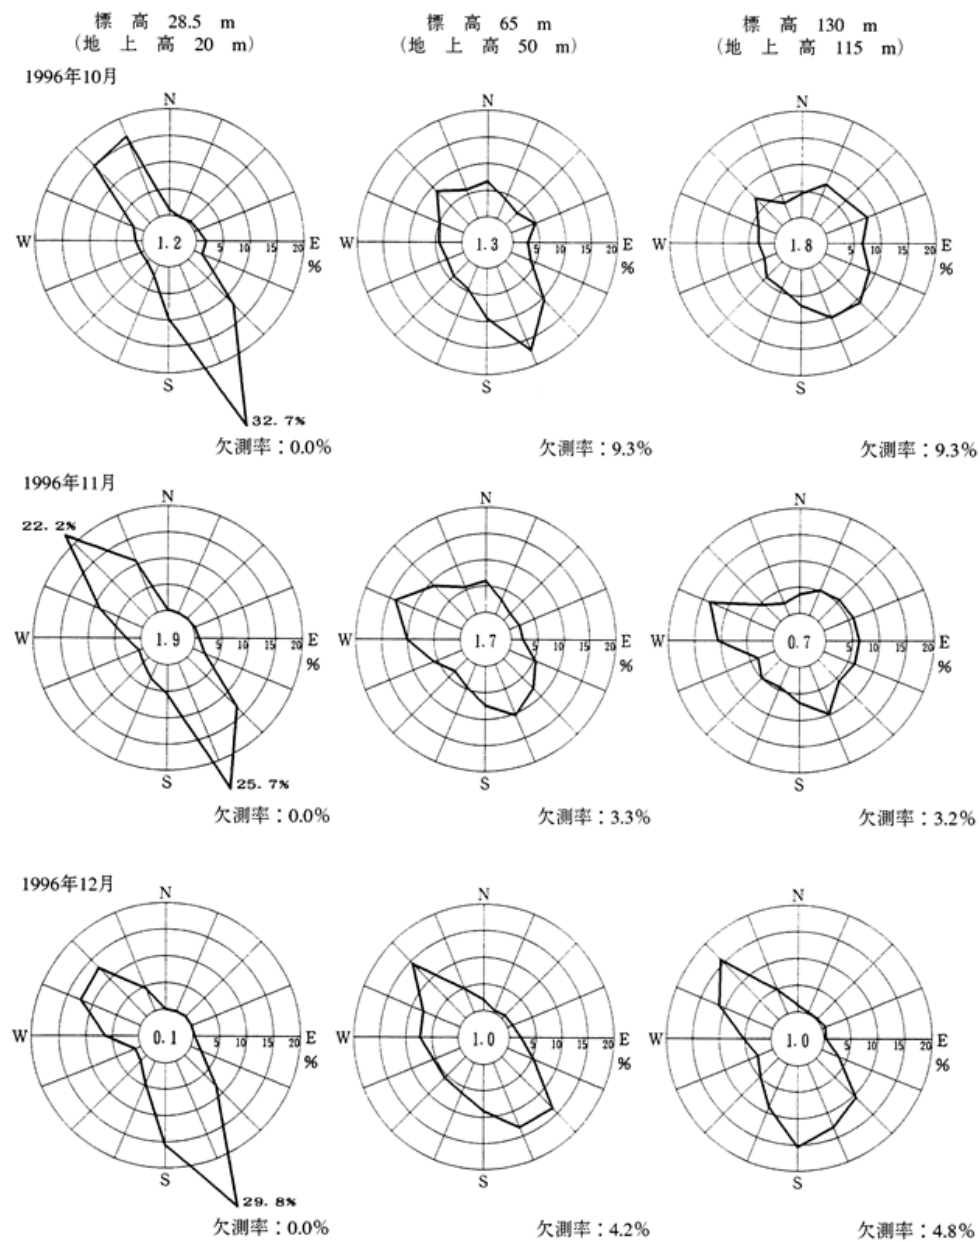 標 高 28.5 m
（地 上 高 20 m）
標 高 65 m
（地 上 高 50 m）
標 高 130 m
（地 上 高 115 m）
1996年10月
N
W
1.2
5 10 15 20
E
%
S
32.7%
欠測率：0.0%
N
W
1.3
5 10 15 20
E
%
S
欠測率：9.3%
N
W
1.8
5 10 15 20
E
%
S
欠測率：9.3%
1996年11月
22.2%
N
W
1.9
5 10 15 20
E
%
S
25.7%
欠測率：0.0%
N
W
1.7
5 10 15 20
E
%
S
欠測率：3.3%
N
W
0.7
5 10 15 20
E
%
S
欠測率：3.2%
1996年12月
N
W
0.1
5 10 15 20
E
%
S
29.8%
欠測率：0.0%
N
W
1.0
5 10 15 20
E
%
S
欠測率：4.2%
N
W
1.0
5 10 15 20
E
%
S
欠測率：4.8%